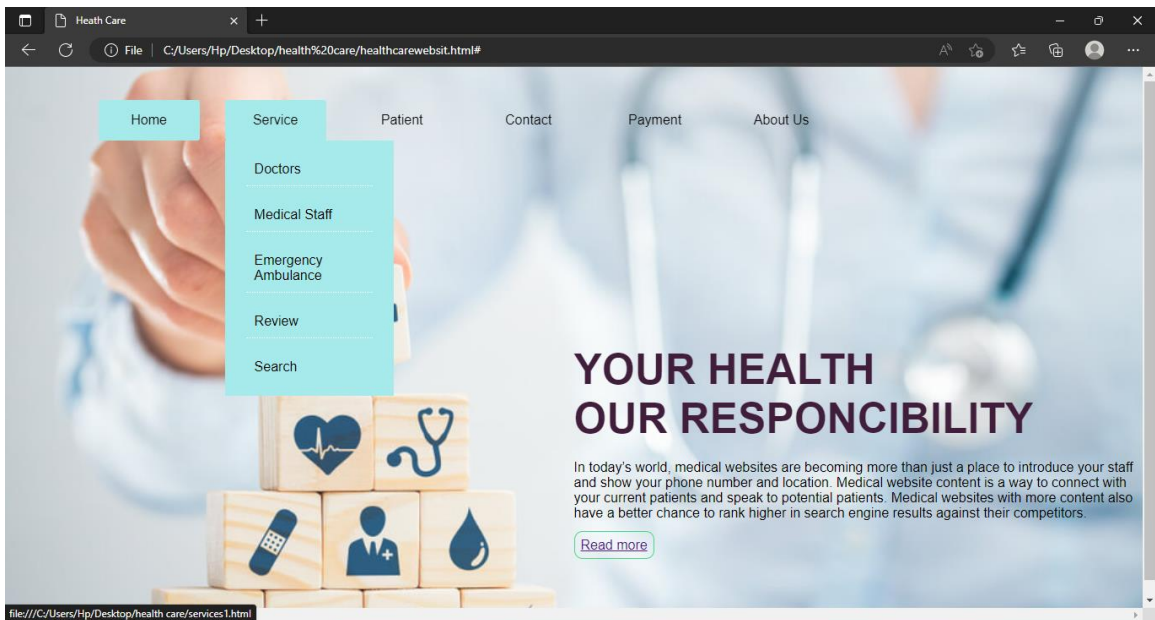 Heath Care
File
C:/Users/Hp/Desktop/health%20care/healthcarewebsit.html#
Home Service Patient Contact Payment About Us
Doctors
Medical Staff
Emergency
Ambulance
Review
Search
YOUR HEALTH
OUR RESPONCIBILITY
In today's world, medical websites are becoming more than just a place to introduce your staff
and show your phone number and location. Medical website content is a way to connect with
your current patients and speak to potential patients. Medical websites with more content also
have a better chance to rank higher in search engine results against their competitors.
Read more
file:///C:/Users/Hp/Desktop/health care/services1.html